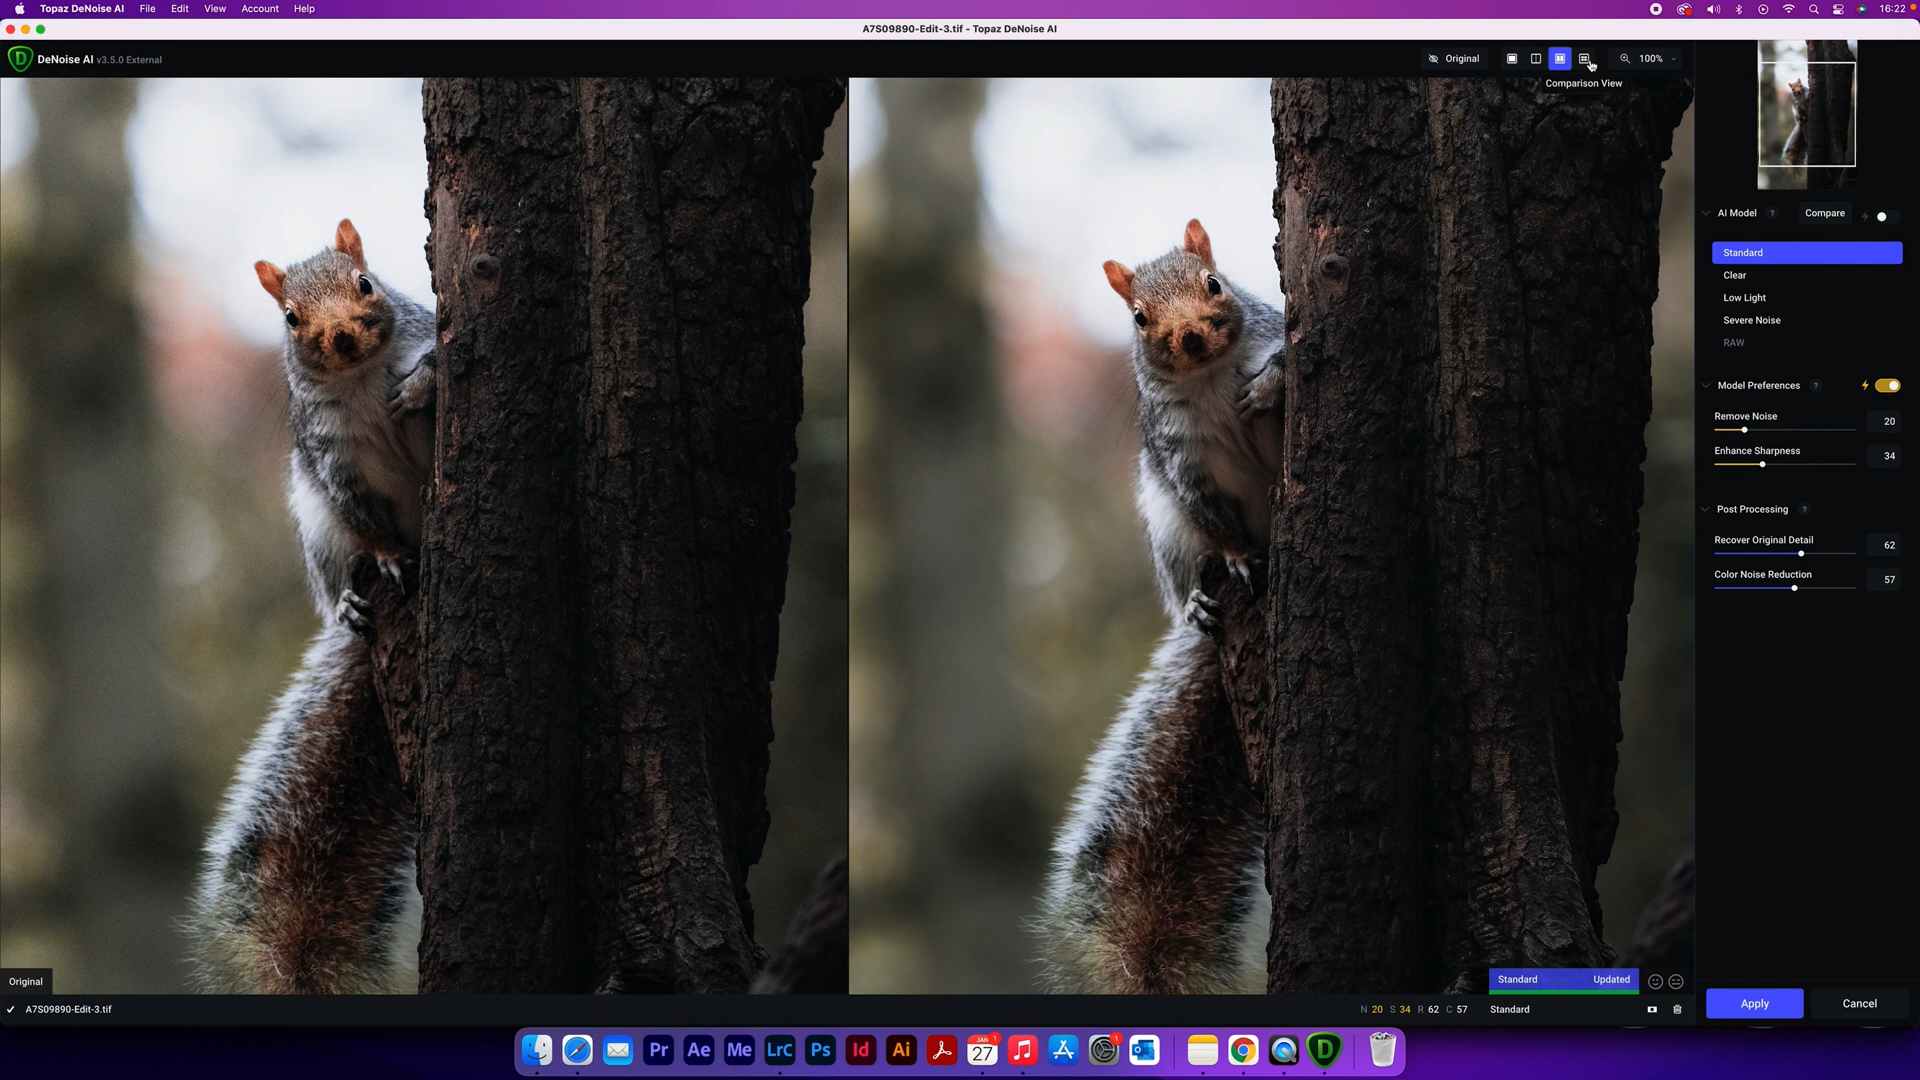 Topaz DeNoise AI File Edit View Account Help 16:22
A7S09890-Edit-3.tif - Topaz DeNoise AI
DeNoise AI v3.5.0 External
Original
100%
Comparison View
AI Model ? Compare
Standard
Clear
Low Light
Severe Noise
RAW
Model Preferences ?
Remove Noise 20
Enhance Sharpness 34
Post Processing ?
Recover Original Detail 62
Color Noise Reduction 57
Original
Standard Updated
A7S09890-Edit-3.tif
N 20 S 34 R 62 C 57 Standard
Apply Cancel
Pr Ae Me LrC Ps Id Ai JAN 27 1 1 D